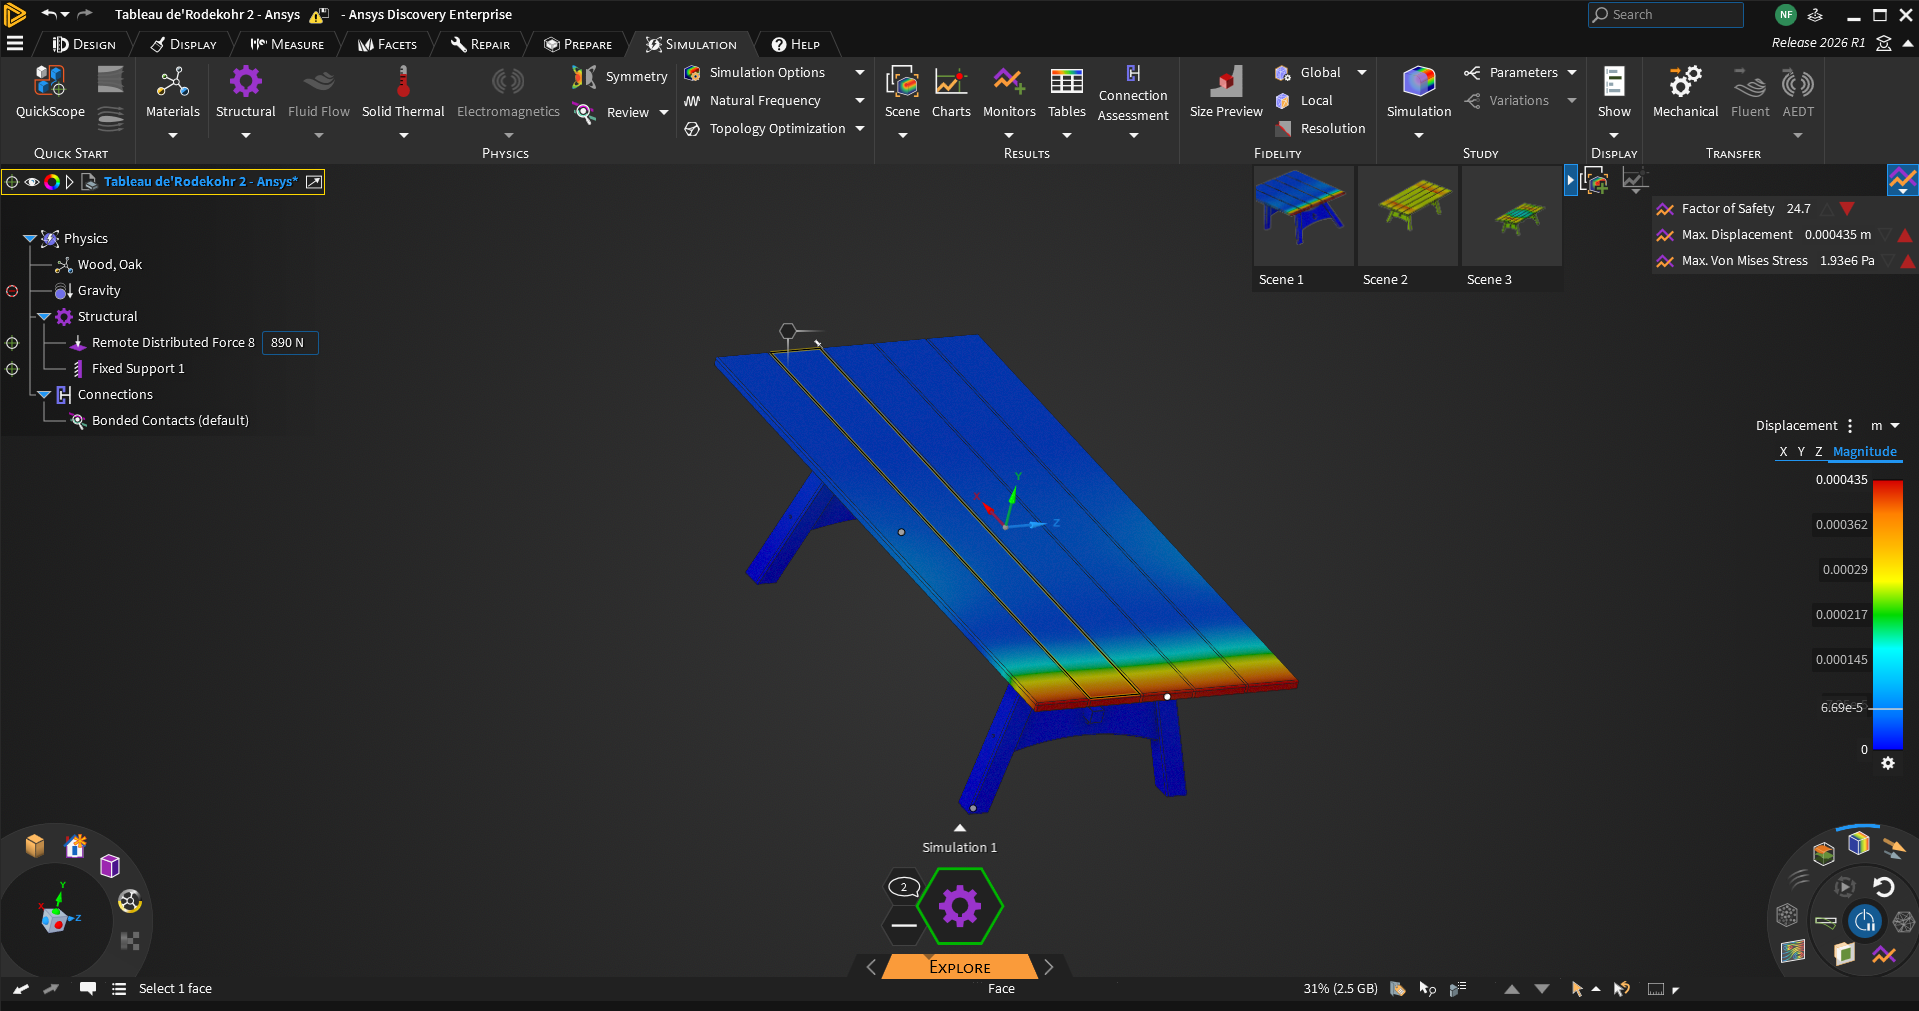 Tableau de'Rodekohr 2 - Ansys - Ansys Discovery Enterprise
Search
NF
Design Display Measure Facets Repair Prepare Simulation Help
Release 2026 R1
QuickScope
Quick Start
Materials Structural Fluid Flow Solid Thermal Electromagnetics
Symmetry
Review
Simulation Options
Natural Frequency
Topology Optimization
Physics
Scene Charts Monitors Tables
Connection
Assessment
Results
Size Preview
Global
Local
Resolution
Fidelity
Simulation
Parameters
Variations
Study
Show
Display
Mechanical Fluent AEDT
Transfer
Tableau de'Rodekohr 2 - Ansys*
Physics
Wood, Oak
Gravity
Structural
Remote Distributed Force 8 890 N
Fixed Support 1
Connections
Bonded Contacts (default)
Scene 1 Scene 2 Scene 3
Factor of Safety 24.7
Max. Displacement 0.000435 m
Max. Von Mises Stress 1.93e6 Pa
Displacement m
X Y Z Magnitude
0.000435
0.000362
0.00029
0.000217
0.000145
6.69e-5
0
X Y Z
Simulation 1
2
Explore
X Y Z
Select 1 face
Face
31% (2.5 GB)